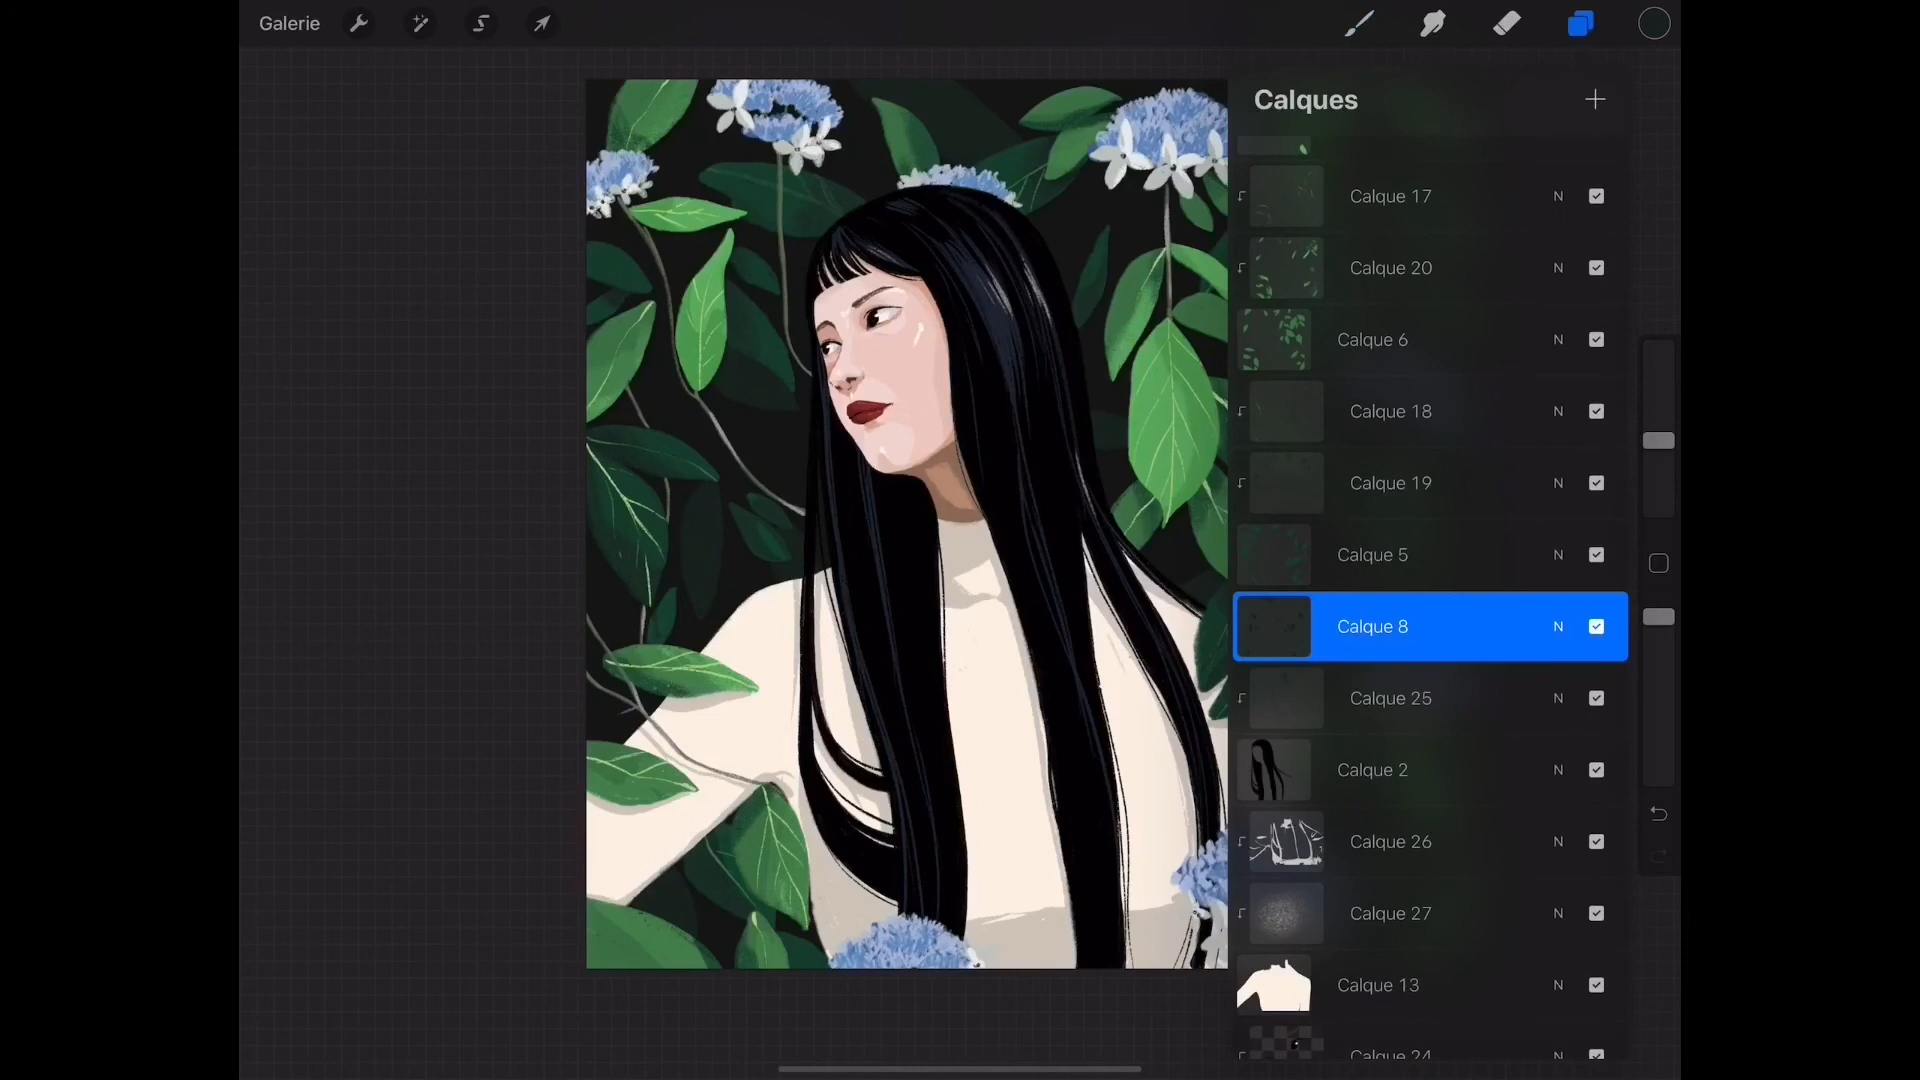 Galerie
Calques
Calque 17 N
Calque 20 N
Calque 6 N
Calque 18 N
Calque 19 N
Calque 5 N
Calque 8 N
Calque 25 N
Calque 2 N
Calque 26 N
Calque 27 N
Calque 13 N
Calque 24 N